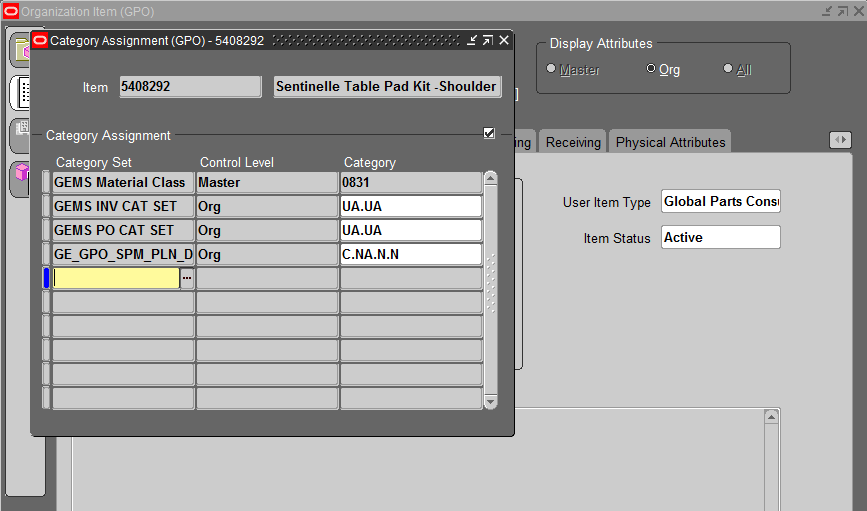 Organization Item (GPO)
Category Assignment (GPO) - 5408292
Display Attributes
Master Org All
Item 5408292 Sentinelle Table Pad Kit -Shoulder
]
Category Assignment
ing Receiving Physical Attributes
Category Set Control Level Category
GEMS Material Class Master 0831
GEMS INV CAT SET Org UA.UA
GEMS PO CAT SET Org UA.UA
GE_GPO_SPM_PLN_D Org C.NA.N.N
...
User Item Type Global Parts Cons
Item Status Active